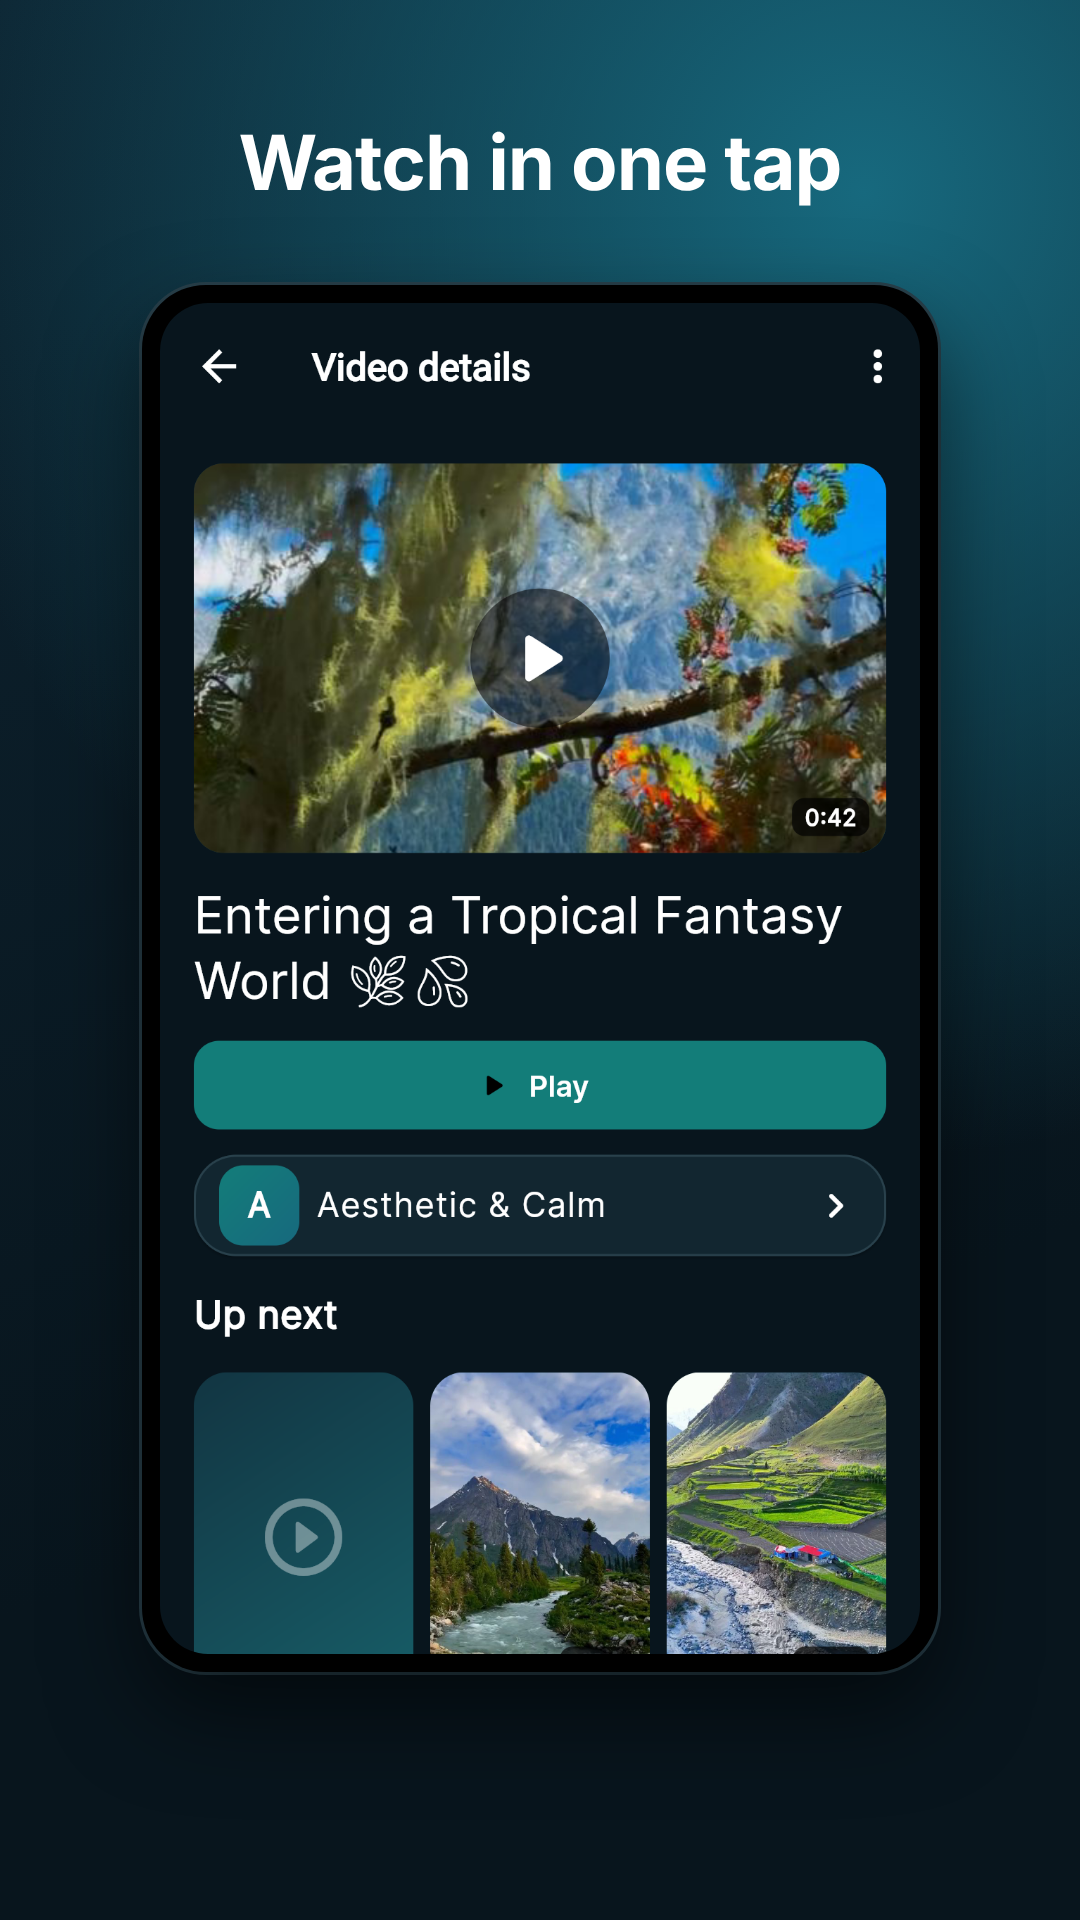 Watch in one tap
Video details
0:42
Entering a Tropical Fantasy
World 🌿💦
Play
A
Aesthetic & Calm
Up next